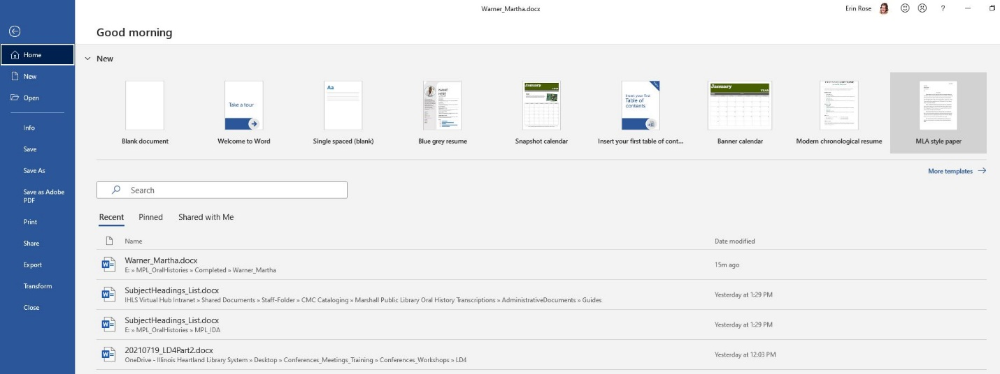 Warner_Martha.docx
Erin Rose
?
Good morning
Home
New
Open
Info
Save
Save As
Save as Adobe
PDF
Print
Share
Export
Transform
Close
New
Take a tour
Aa
NAME
HERE
January
YEAR
Insert your first
Table of
contents
January
YEAR
Blank document
Welcome to Word
Single spaced (blank)
Blue grey resume
Snapshot calendar
Insert your first table of cont...
Banner calendar
Modern chronological resume
MLA style paper
More templates
Search
Recent Pinned Shared with Me
Name Date modified
Warner_Martha.docx
E: » MPL_OralHistories » Completed » Warner_Martha
15m ago
SubjectHeadings_List.docx
IHLS Virtual Hub Intranet » Shared Documents » Staff-Folder » CMC Cataloging » Marshall Public Library Oral History Transcriptions » AdministrativeDocuments » Guides
Yesterday at 1:29 PM
SubjectHeadings_List.docx
E: » MPL_OralHistories » MPL_IDA
Yesterday at 1:29 PM
20210719_LD4Part2.docx
OneDrive - Illinois Heartland Library System » Desktop » Conferences_Meetings_Training » Conferences_Workshops » LD4
Yesterday at 12:03 PM